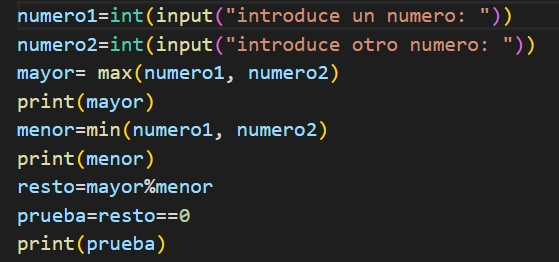 numero1=int(input("introduce un numero: "))
numero2=int(input("introduce otro numero: "))
mayor= max(numero1, numero2)
print(mayor)
menor=min(numero1, numero2)
print(menor)
resto=mayor%menor
prueba=resto==0
print(prueba)